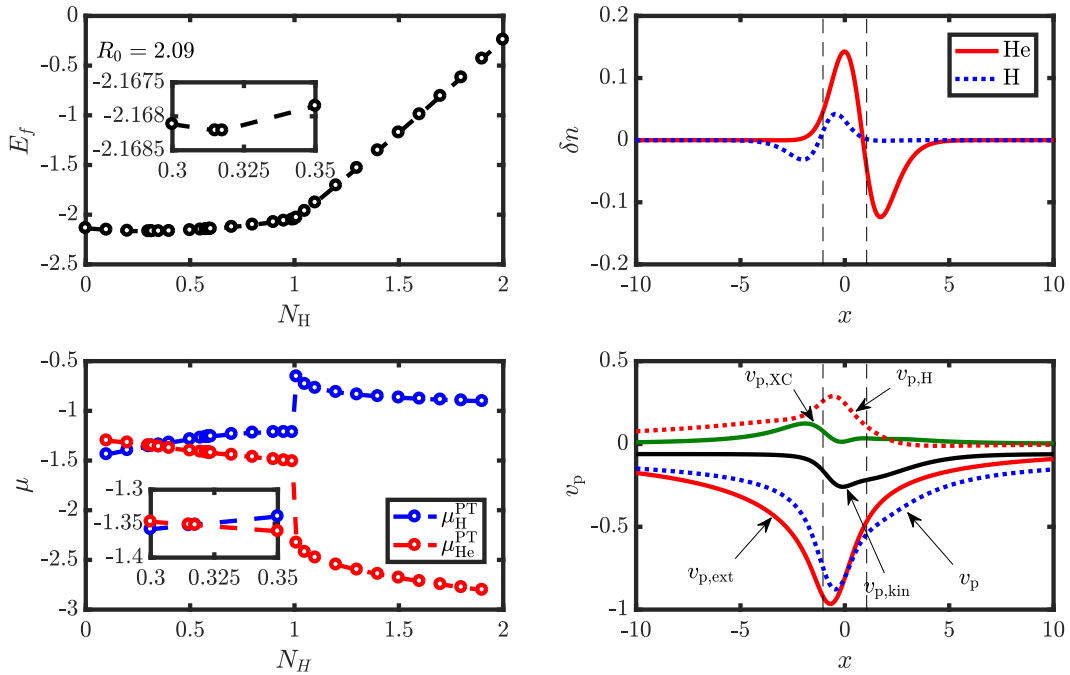 R₀ = 2.09
E_f
0
-0.5
-1
-1.5
-2
-2.5
-2.1675
-2.168
-2.1685
0.3
0.325
0.35
0
0.5
1
1.5
2
N_H
δn
0.2
0.1
0
-0.1
-0.2
He
H
-10
-5
0
5
10
x
μ
-0.5
-1
-1.5
-2
-2.5
-3
-1.3
-1.35
-1.4
0.3
0.325
0.35
μ_H^PT
μ_He^PT
0
0.5
1
1.5
2
N_H
v_p
0.5
0
-0.5
-1
v_p,XC
v_p,H
v_p,ext
v_p,kin
v_p
-10
-5
0
5
10
x